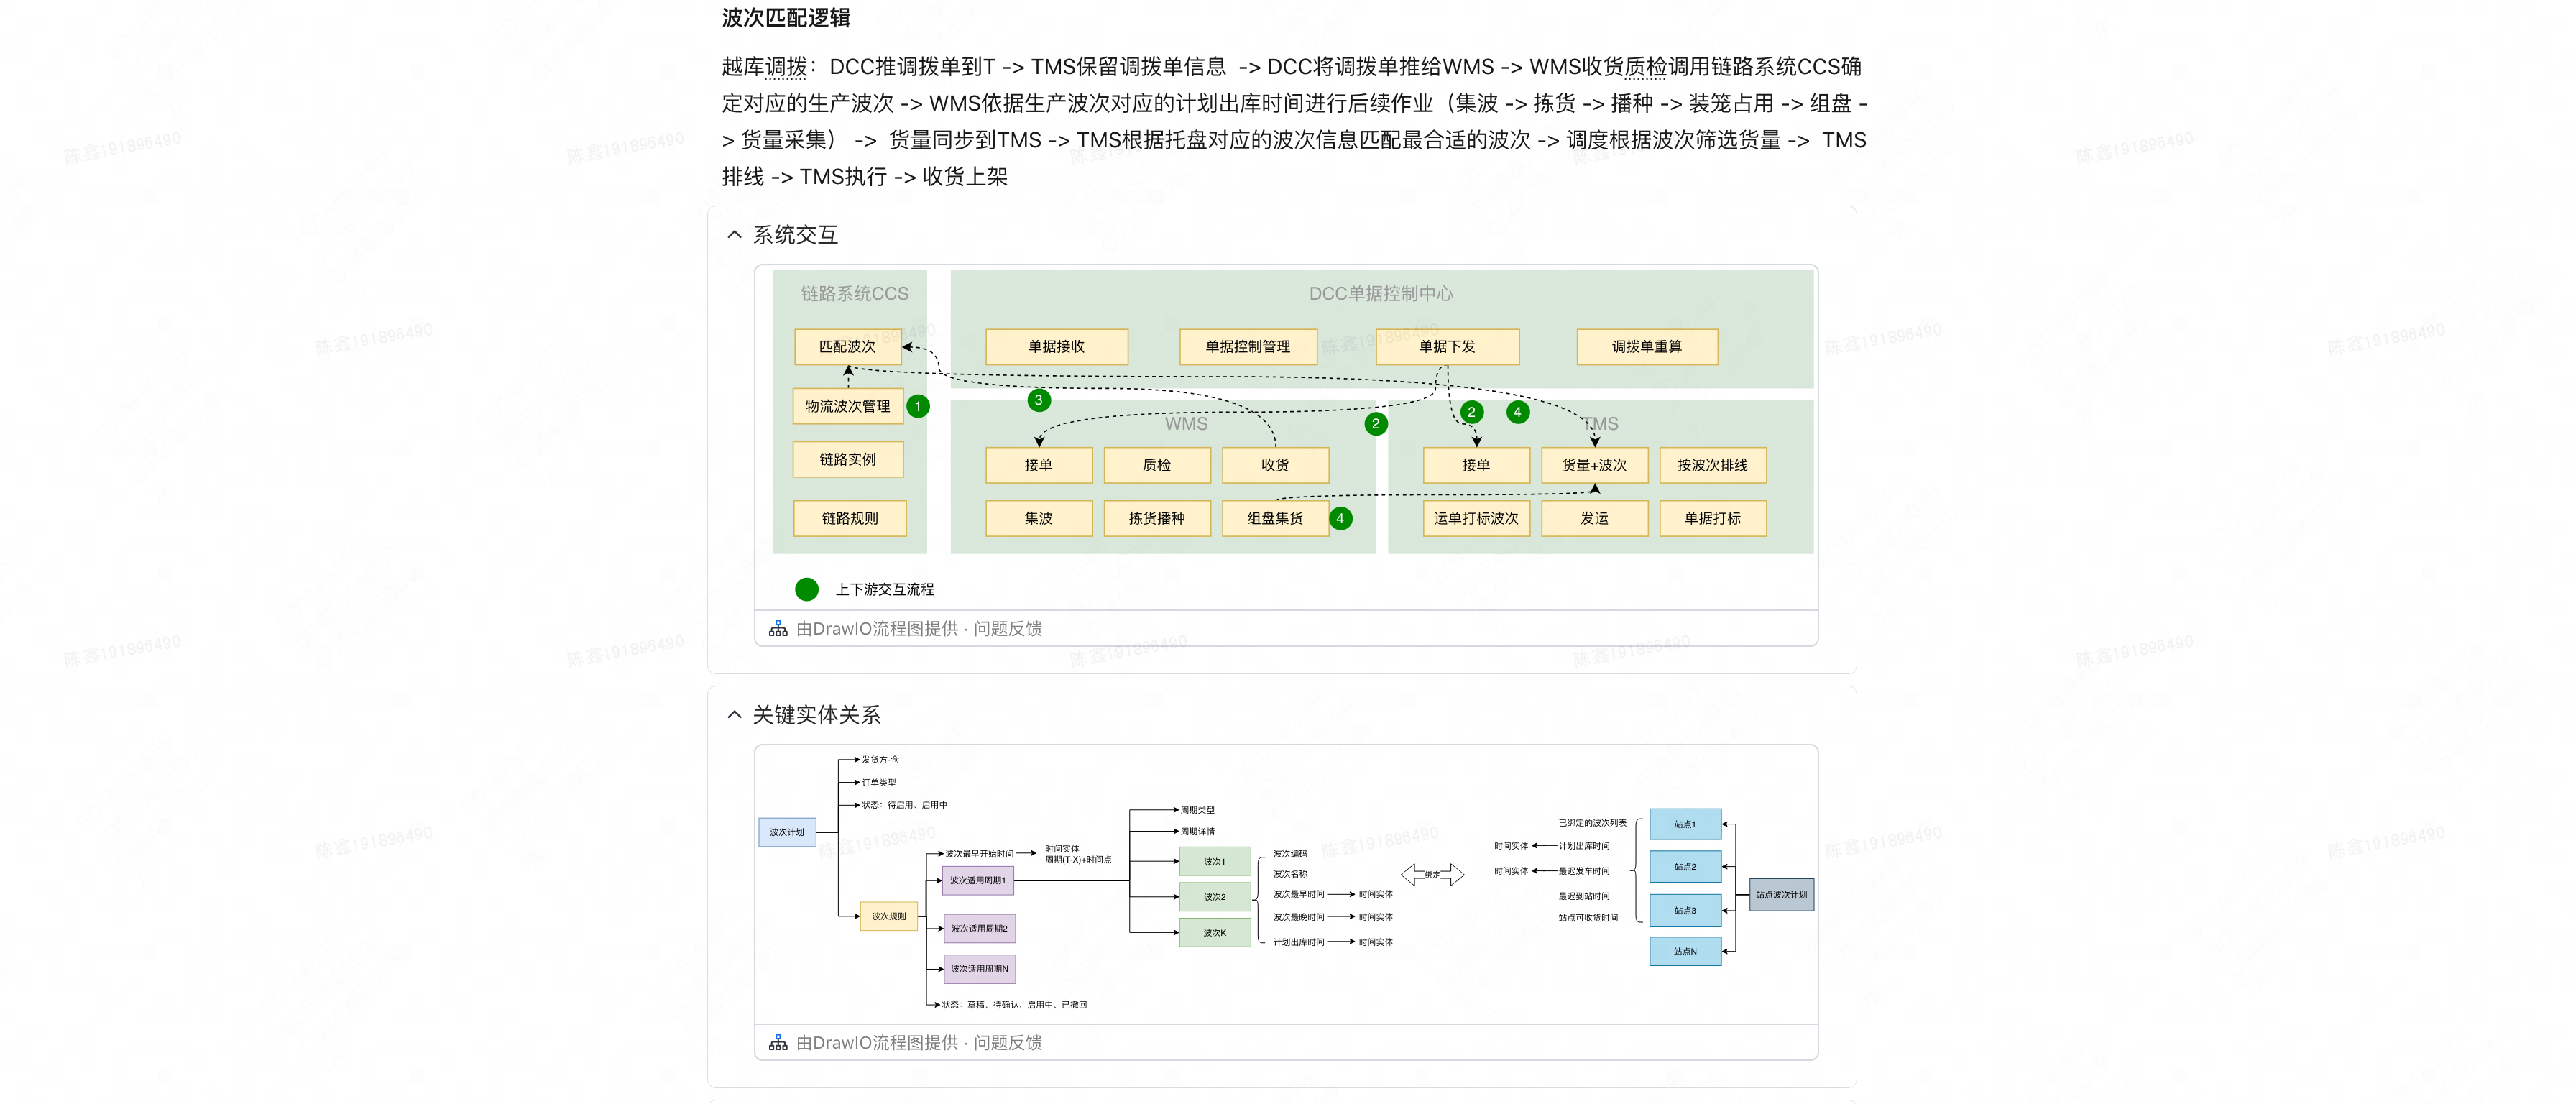 波次匹配逻辑
越库调拨：DCC推调拨单到T -> TMS保留调拨单信息  -> DCC将调拨单推给WMS -> WMS收货质检调用链路系统CCS确
定对应的生产波次 -> WMS依据生产波次对应的计划出库时间进行后续作业（集波 -> 拣货 -> 播种 -> 装笼占用 -> 组盘 -
> 货量采集） ->  货量同步到TMS -> TMS根据托盘对应的波次信息匹配最合适的波次 -> 调度根据波次筛选货量 ->  TMS
排线 -> TMS执行 -> 收货上架
系统交互
链路系统CCS
匹配波次
物流波次管理
1
链路实例
链路规则
DCC单据控制中心
单据接收
单据控制管理
单据下发
调拨单重算
3
2
2
4
WMS
接单
质检
收货
集波
拣货播种
组盘集货
4
TMS
接单
货量+波次
按波次排线
运单打标波次
发运
单据打标
上下游交互流程
由DrawIO流程图提供 · 问题反馈
关键实体关系
波次计划
发货方-仓
订单类型
状态：待启用、启用中
波次规则
波次最早开始时间
时间实体
周期(T-X)+时间点
波次适用周期1
波次适用周期2
波次适用周期N
状态：草稿、待确认、启用中、已撤回
周期类型
周期详情
波次1
波次2
波次K
波次编码
波次名称
波次最早时间
时间实体
波次最晚时间
时间实体
计划出库时间
时间实体
绑定
已绑定的波次列表
时间实体
计划出库时间
时间实体
最迟发车时间
最迟到站时间
站点可收货时间
站点1
站点2
站点3
站点N
站点波次计划
由DrawIO流程图提供 · 问题反馈
陈鑫191896490